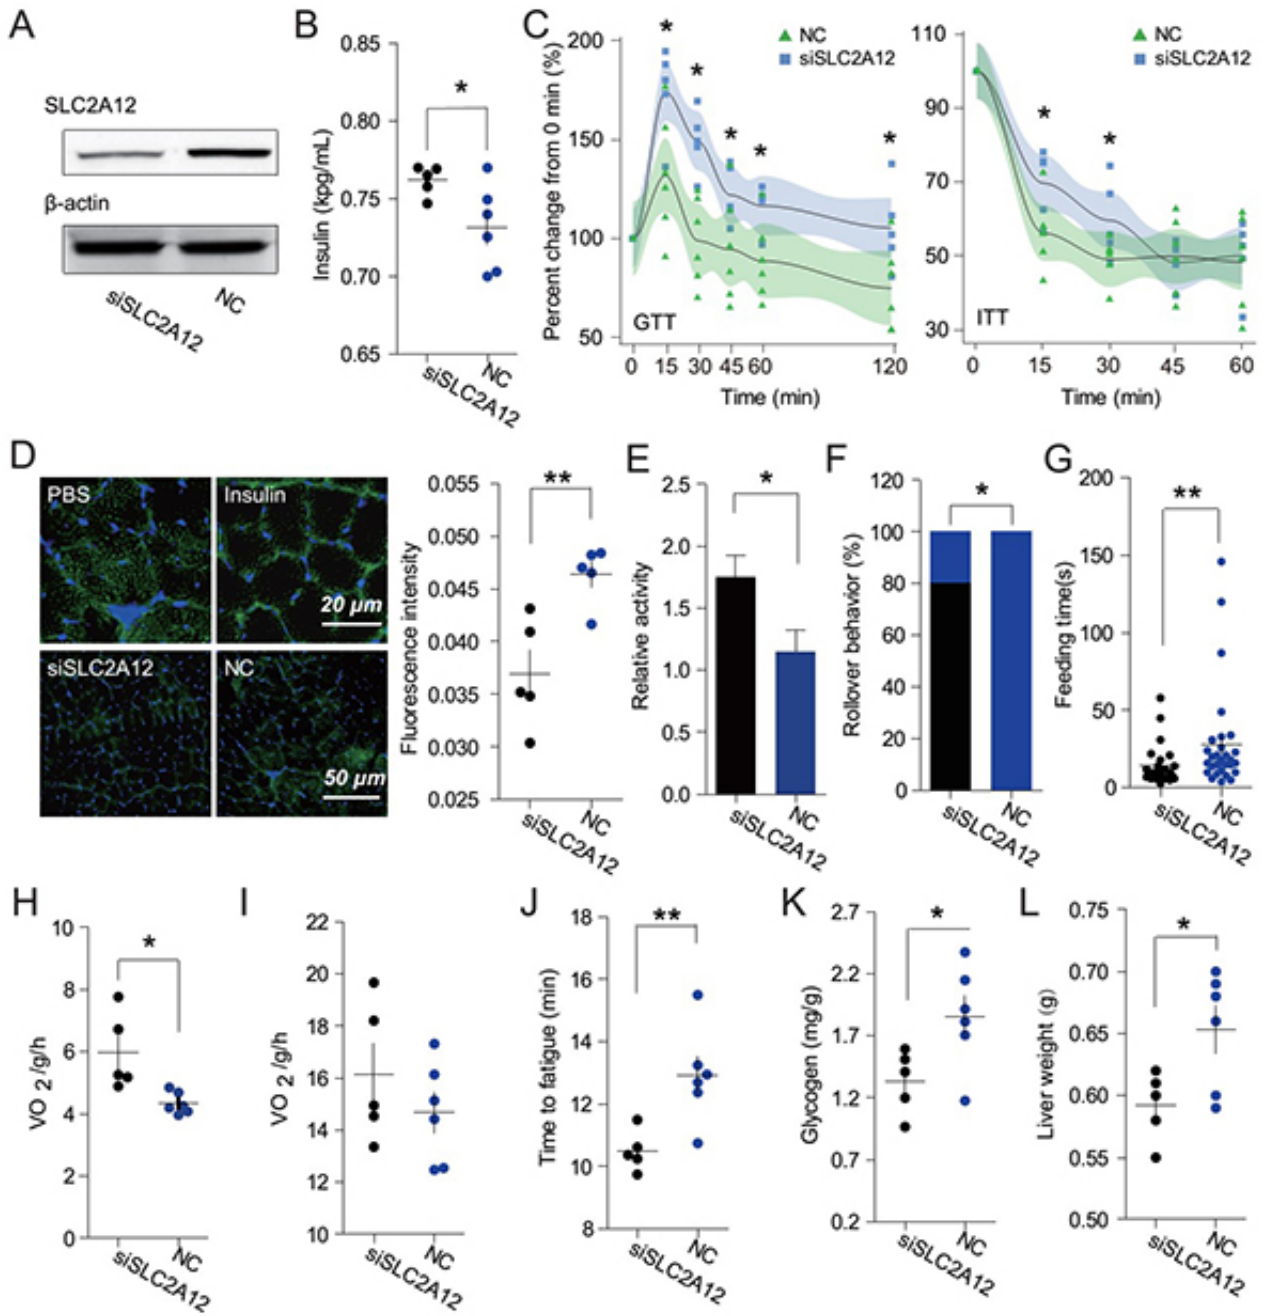 A
SLC2A12
β-actin
siSLC2A12
NC
B
Insulin (kpg/mL)
0.85
0.80
0.75
0.70
0.65
*
siSLC2A12
NC
C
Percent change from 0 min (%)
200
150
100
50
NC
siSLC2A12
*
*
*
*
*
GTT
0 15 30 45 60 120
Time (min)
110
90
70
50
30
NC
siSLC2A12
*
*
ITT
0 15 30 45 60
Time (min)
D
PBS
Insulin
20 µm
siSLC2A12
NC
50 µm
Fluorescence intensity
0.055
0.050
0.045
0.040
0.035
0.030
0.025
**
siSLC2A12
NC
E
Relative activity
2.5
2.0
1.5
1.0
0.5
0.0
*
siSLC2A12
NC
F
Rollover behavior (%)
120
100
80
60
40
20
0
*
siSLC2A12
NC
G
Feeding time(s)
200
150
100
50
0
**
siSLC2A12
NC
H
VO 2/g/h
10
8
6
4
2
0
*
siSLC2A12
NC
I
VO 2/g/h
22
20
18
16
14
12
10
siSLC2A12
NC
J
Time to fatigue (min)
18
16
14
12
10
8
**
siSLC2A12
NC
K
Glycogen (mg/g)
2.7
2.2
1.7
1.2
0.7
0.2
*
siSLC2A12
NC
L
Liver weight (g)
0.75
0.70
0.65
0.60
0.55
0.50
*
siSLC2A12
NC